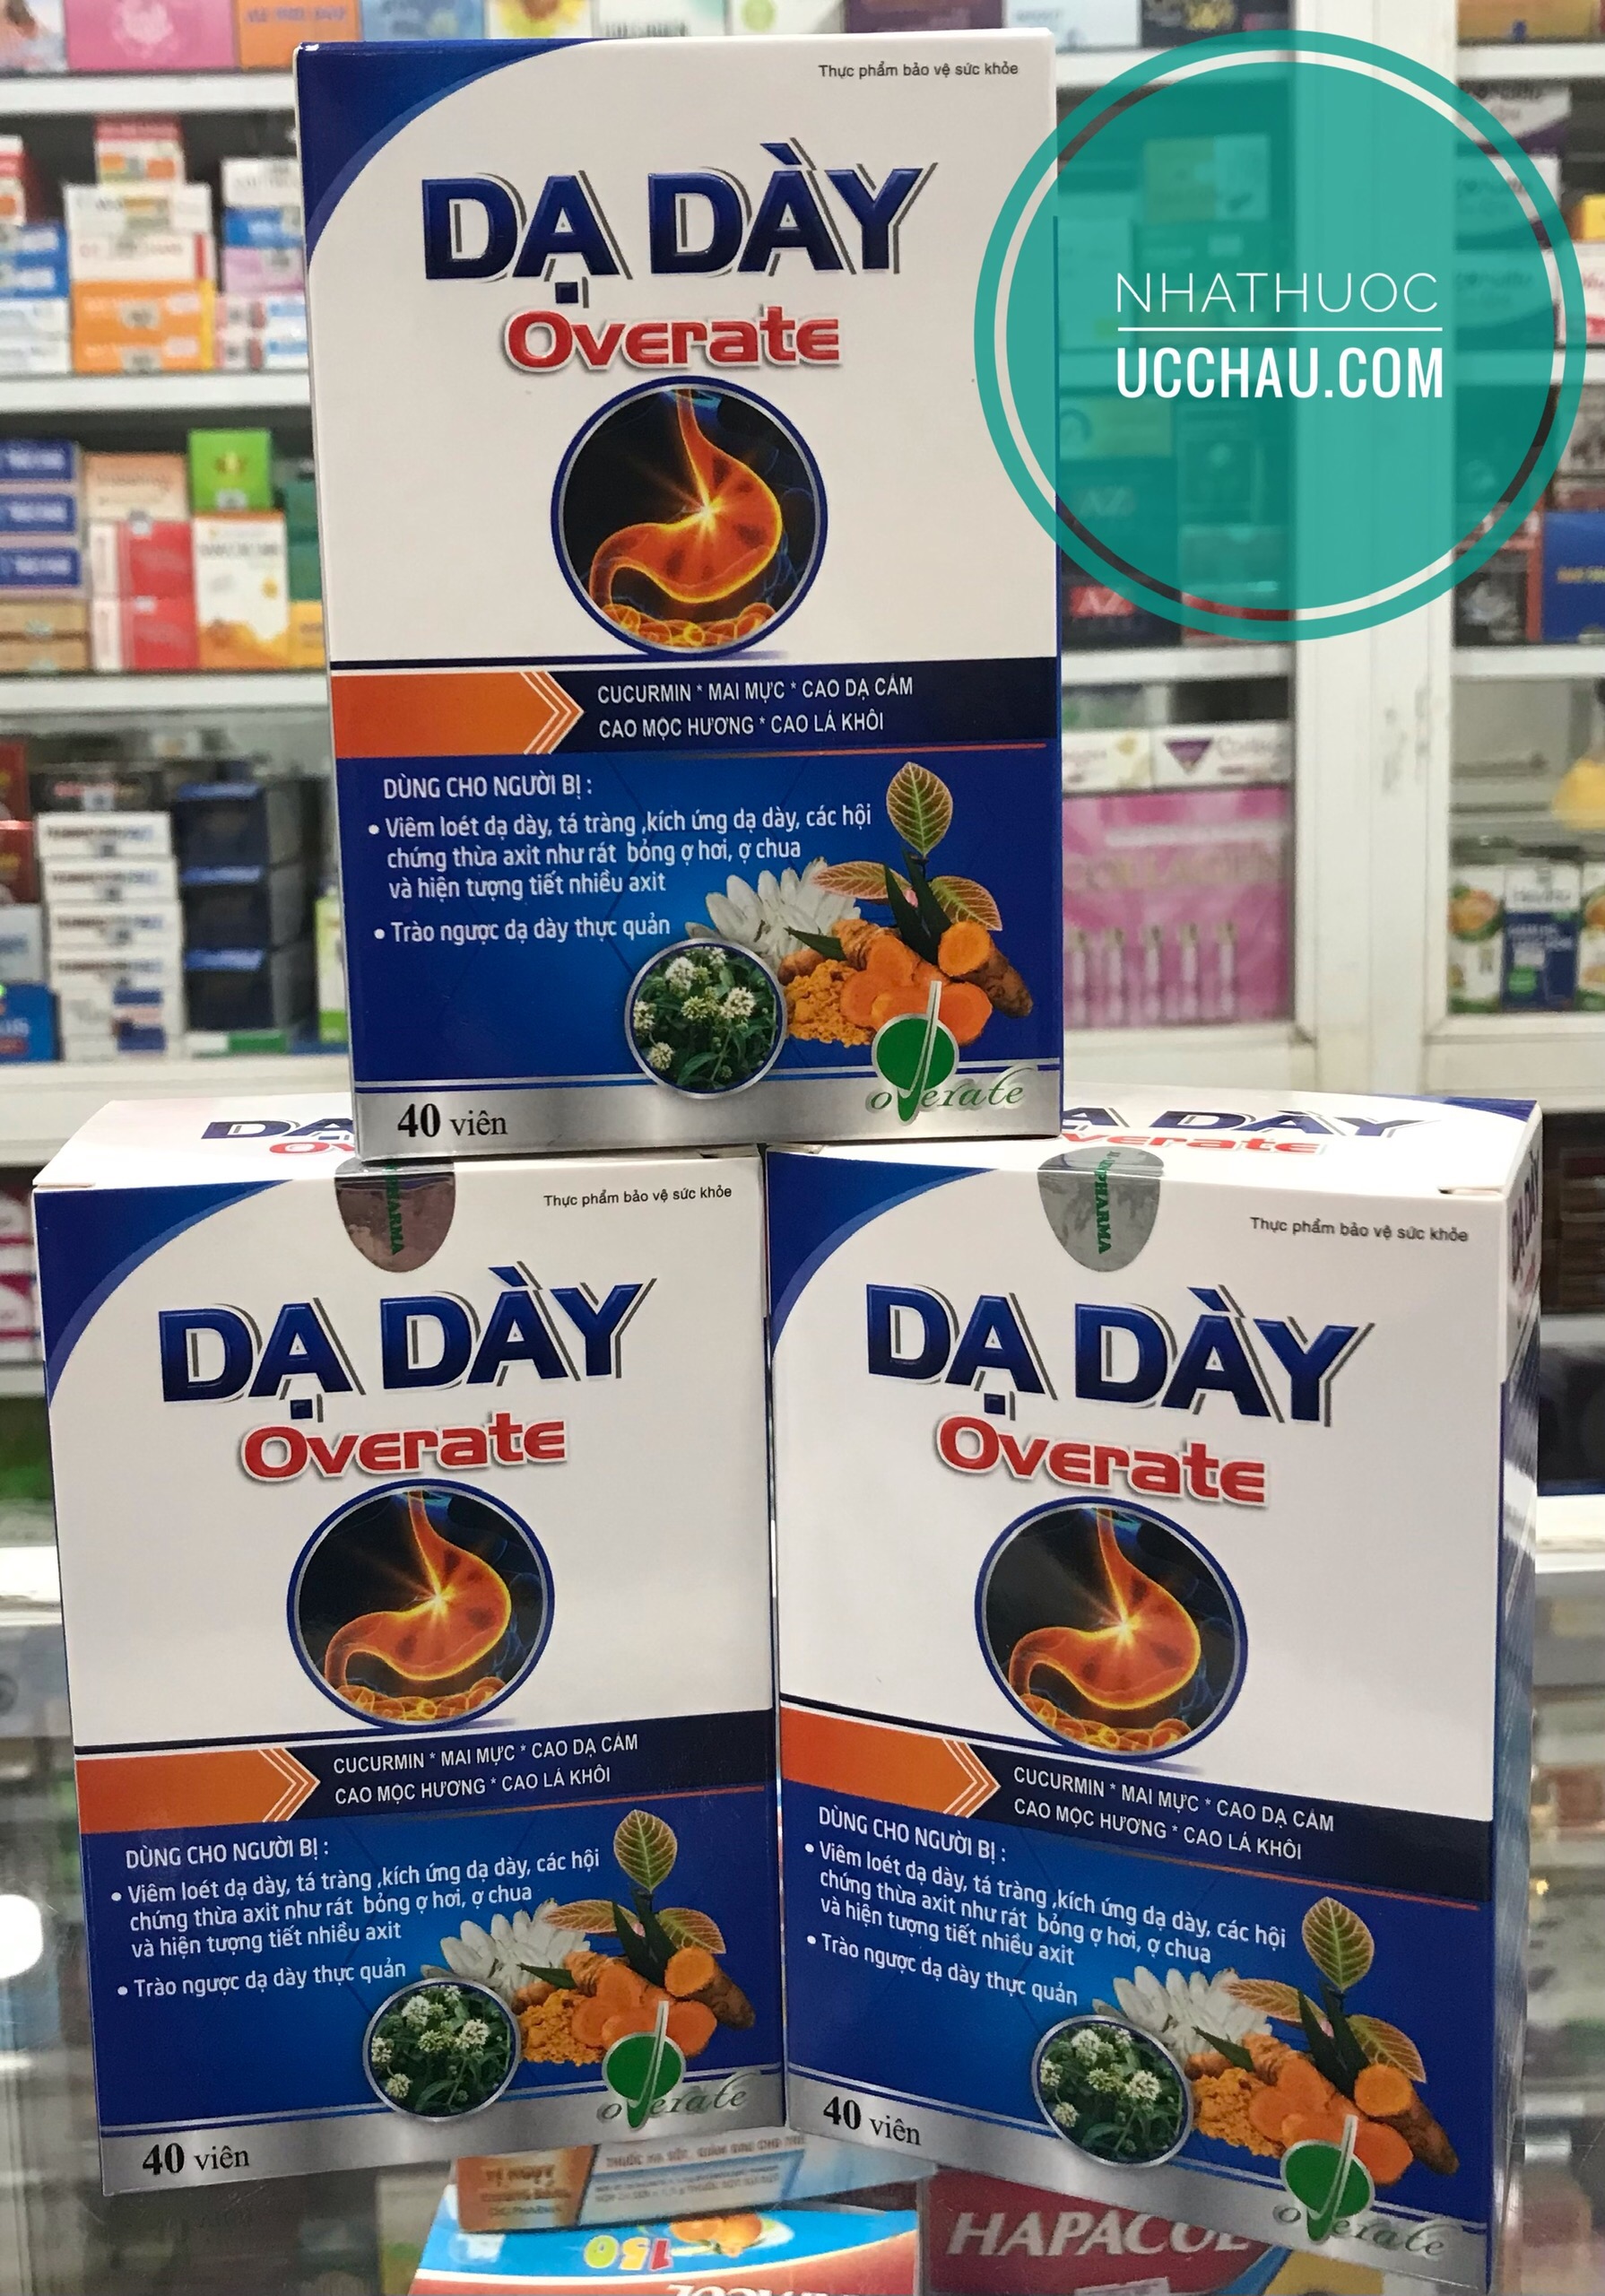 Thực phẩm bảo vệ sức khỏe
DẠ DÀY
Overate
NHATHUOC
UCCHAU.COM
CUCURMIN * MAI MỰC * CAO DẠ CẨM
CAO MỘC HƯƠNG * CAO LÁ KHÔI
DÙNG CHO NGƯỜI BỊ :
• Viêm loét dạ dày, tá tràng ,kích ứng dạ dày, các hội
chứng thừa axit như rát bỏng ợ hơi, ợ chua
và hiện tượng tiết nhiều axit
• Trào ngược dạ dày thực quản
overate
40 viên
DẠ DÀY
Overate
PHARMA
Thực phẩm bảo vệ sức khỏe
DẠ DÀY
Overate
CUCURMIN * MAI MỰC * CAO DẠ CẨM
CAO MỘC HƯƠNG * CAO LÁ KHÔI
DÙNG CHO NGƯỜI BỊ :
• Viêm loét dạ dày, tá tràng ,kích ứng dạ dày, các hội
chứng thừa axit như rát bỏng ợ hơi, ợ chua
và hiện tượng tiết nhiều axit
• Trào ngược dạ dày thực quản
overate
40 viên
PHARMA
Thực phẩm bảo vệ sức khỏe
DẠ DÀY
Overate
CUCURMIN * MAI MỰC * CAO DẠ CẨM
CAO MỘC HƯƠNG * CAO LÁ KHÔI
DÙNG CHO NGƯỜI BỊ :
• Viêm loét dạ dày, tá tràng ,kích ứng dạ dày, các hội
chứng thừa axit như rát bỏng ợ hơi, ợ chua
và hiện tượng tiết nhiều axit
• Trào ngược dạ dày thực quản
overate
40 viên
150
HAPACOL